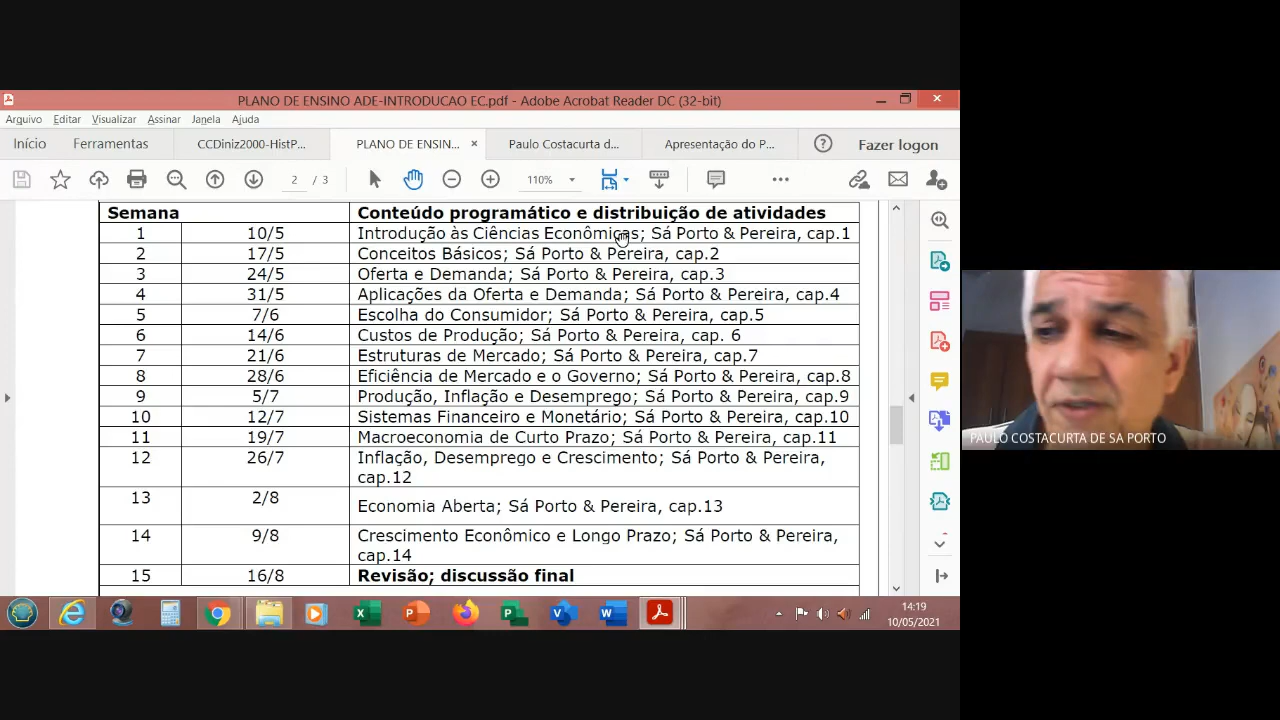 PLANO DE ENSINO ADE-INTRODUCAO EC.pdf - Adobe Acrobat Reader DC (32-bit)
Arquivo Editar Visualizar Assinar Janela Ajuda
Início Ferramentas CCDiniz2000-HistP... PLANO DE ENSIN... × Paulo Costacurta d... Apresentação do P... ? Fazer logon
2 / 3 110%
Semana Conteúdo programático e distribuição de atividades
1 10/5 Introdução às Ciências Econômicas; Sá Porto & Pereira, cap.1
2 17/5 Conceitos Básicos; Sá Porto & Pereira, cap.2
3 24/5 Oferta e Demanda; Sá Porto & Pereira, cap.3
4 31/5 Aplicações da Oferta e Demanda; Sá Porto & Pereira, cap.4
5 7/6 Escolha do Consumidor; Sá Porto & Pereira, cap.5
6 14/6 Custos de Produção; Sá Porto & Pereira, cap. 6
7 21/6 Estruturas de Mercado; Sá Porto & Pereira, cap.7
8 28/6 Eficiência de Mercado e o Governo; Sá Porto & Pereira, cap.8
9 5/7 Produção, Inflação e Desemprego; Sá Porto & Pereira, cap.9
10 12/7 Sistemas Financeiro e Monetário; Sá Porto & Pereira, cap.10
11 19/7 Macroeconomia de Curto Prazo; Sá Porto & Pereira, cap.11
12 26/7 Inflação, Desemprego e Crescimento; Sá Porto & Pereira,
cap.12
13 2/8 Economia Aberta; Sá Porto & Pereira, cap.13
14 9/8 Crescimento Econômico e Longo Prazo; Sá Porto & Pereira,
cap.14
15 16/8 Revisão; discussão final
14:19
10/05/2021
PAULO COSTACURTA DE SA PORTO